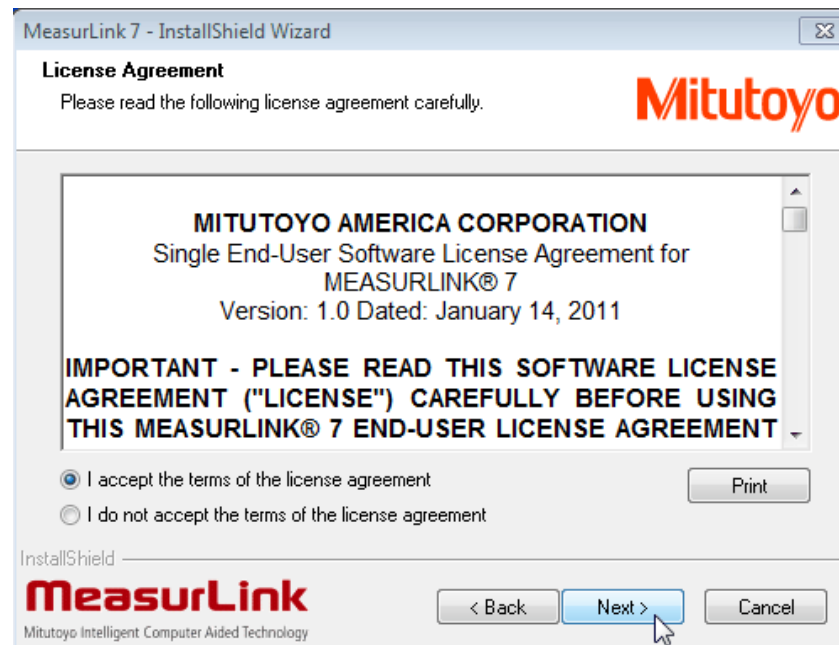 MeasurLink 7 - InstallShield Wizard
License Agreement
Please read the following license agreement carefully.
Mitutoyo
MITUTOYO AMERICA CORPORATION
Single End-User Software License Agreement for
MEASURLINK® 7
Version: 1.0 Dated: January 14, 2011
IMPORTANT - PLEASE READ THIS SOFTWARE LICENSE
AGREEMENT ("LICENSE") CAREFULLY BEFORE USING
THIS MEASURLINK® 7 END-USER LICENSE AGREEMENT
I accept the terms of the license agreement
Print
I do not accept the terms of the license agreement
InstallShield
MeasurLink
Mitutoyo Intelligent Computer Aided Technology
< Back
Next >
Cancel